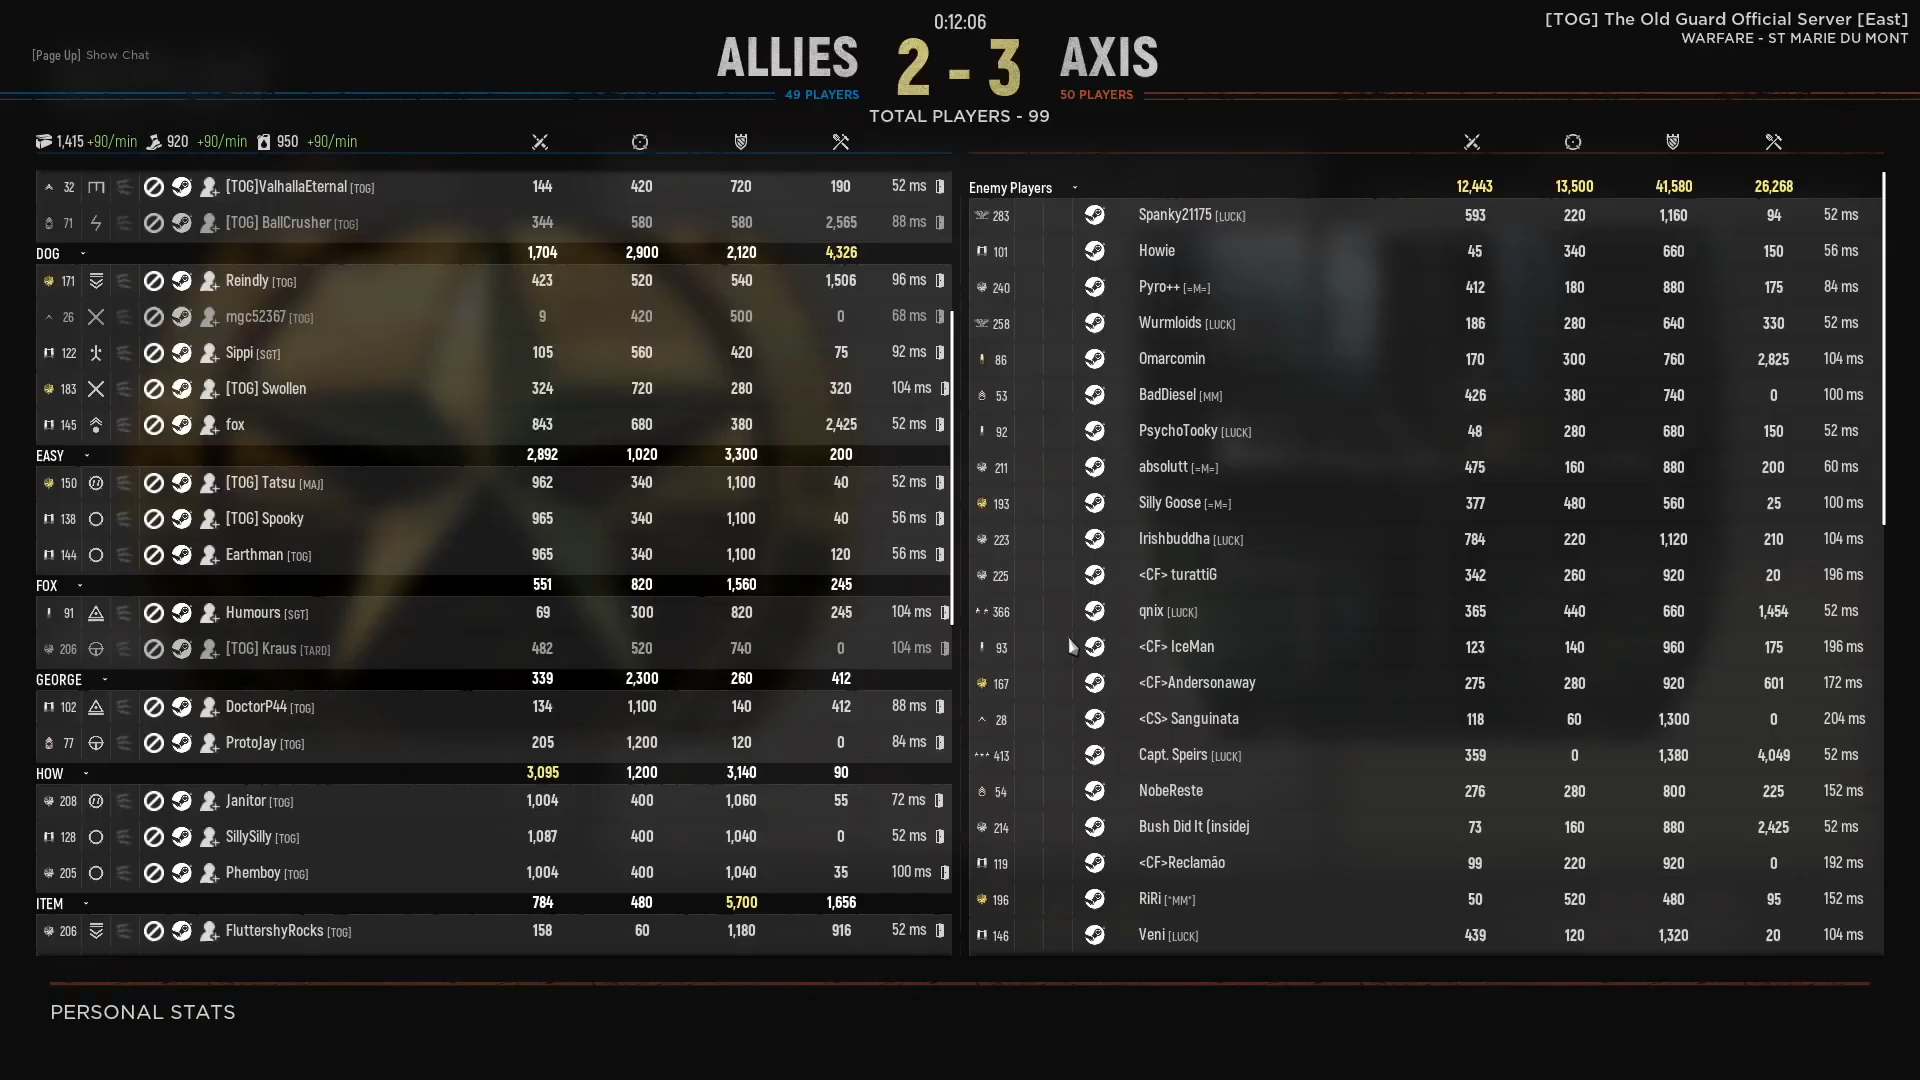 0:12:06
[TOG] The Old Guard Official Server [East]
WARFARE - ST MARIE DU MONT
[Page Up] Show Chat
ALLIES 2 - 3 AXIS
49 PLAYERS 50 PLAYERS
TOTAL PLAYERS - 99
1,415 +90/min 920 +90/min 950 +90/min
32 [TOG]ValhallaEternal [TOG] 144 420 720 190 52 ms
71 [TOG] BallCrusher [TOG] 344 580 580 2,565 88 ms
DOG 1,704 2,900 2,120 4,326
171 Reindly [TOG] 423 520 540 1,506 96 ms
26 mgc52367 [TOG] 9 420 500 0 68 ms
122 Sippi [SGT] 105 560 420 75 92 ms
183 [TOG] Swollen 324 720 280 320 104 ms
145 fox 843 680 380 2,425 52 ms
EASY 2,892 1,020 3,300 200
150 [TOG] Tatsu [MAJ] 962 340 1,100 40 52 ms
138 [TOG] Spooky 965 340 1,100 40 56 ms
144 Earthman [TOG] 965 340 1,100 120 56 ms
FOX 551 820 1,560 245
91 Humours [SGT] 69 300 820 245 104 ms
206 [TOG] Kraus [TARD] 482 520 740 0 104 ms
GEORGE 339 2,300 260 412
102 DoctorP44 [TOG] 134 1,100 140 412 88 ms
77 ProtoJay [TOG] 205 1,200 120 0 84 ms
HOW 3,095 1,200 3,140 90
208 Janitor [TOG] 1,004 400 1,060 55 72 ms
128 SillySilly [TOG] 1,087 400 1,040 0 52 ms
205 Phemboy [TOG] 1,004 400 1,040 35 100 ms
ITEM 784 480 5,700 1,656
206 FluttershyRocks [TOG] 158 60 1,180 916 52 ms
Enemy Players 12,443 13,500 41,580 26,268
283 Spanky21175 [LUCK] 593 220 1,160 94 52 ms
101 Howie 45 340 660 150 56 ms
240 Pyro++ [=M=] 412 180 880 175 84 ms
258 Wurmloids [LUCK] 186 280 640 330 52 ms
86 Omarcomin 170 300 760 2,825 104 ms
53 BadDiesel [MM] 426 380 740 0 100 ms
92 PsychoTooky [LUCK] 48 280 680 150 52 ms
211 absolutt [=M=] 475 160 880 200 60 ms
193 Silly Goose [=M=] 377 480 560 25 100 ms
223 Irishbuddha [LUCK] 784 220 1,120 210 104 ms
225 <CF> turattiG 342 260 920 20 196 ms
366 qnix [LUCK] 365 440 660 1,454 52 ms
93 <CF> IceMan 123 140 960 175 196 ms
167 <CF>Andersonaway 275 280 920 601 172 ms
28 <CS> Sanguinata 118 60 1,300 0 204 ms
413 Capt. Speirs [LUCK] 359 0 1,380 4,049 52 ms
54 NobeReste 276 280 800 225 152 ms
214 Bush Did It (insidej 73 160 880 2,425 52 ms
119 <CF>Reclamão 99 220 920 0 192 ms
196 RiRi [*MM*] 50 520 480 95 152 ms
146 Veni [LUCK] 439 120 1,320 20 104 ms
PERSONAL STATS